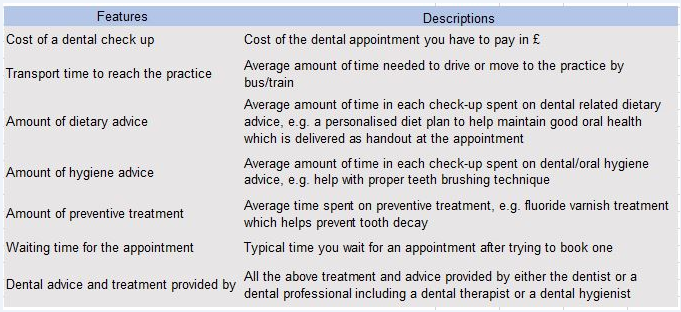 Features Descriptions
Cost of a dental check up Cost of the dental appointment you have to pay in £
Transport time to reach the practice Average amount of time needed to drive or move to the practice by
bus/train
Amount of dietary advice Average amount of time in each check-up spent on dental related dietary
advice, e.g. a personalised diet plan to help maintain good oral health
which is delivered as handout at the appointment
Amount of hygiene advice Average amount of time in each check-up spent on dental/oral hygiene
advice, e.g. help with proper teeth brushing technique
Amount of preventive treatment Average time spent on preventive treatment, e.g. fluoride varnish treatment
which helps prevent tooth decay
Waiting time for the appointment Typical time you wait for an appointment after trying to book one
Dental advice and treatment provided by All the above treatment and advice provided by either the dentist or a
dental professional including a dental therapist or a dental hygienist